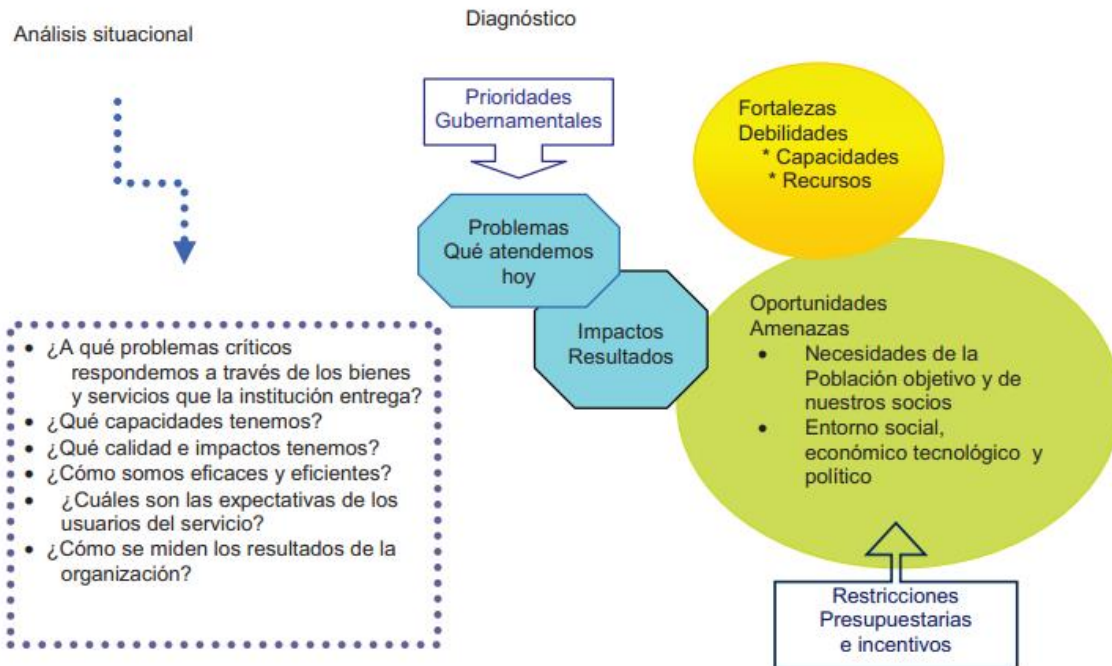 Análisis situacional
Diagnóstico
Prioridades
Gubernamentales
Fortalezas
Debilidades
* Capacidades
* Recursos
Problemas
Qué atendemos
hoy
Impactos
Resultados
Oportunidades
Amenazas
• Necesidades de la
Población objetivo y de
nuestros socios
• Entorno social,
económico tecnológico y
político
• ¿A qué problemas críticos
respondemos a través de los bienes
y servicios que la institución entrega?
• ¿Qué capacidades tenemos?
• ¿Qué calidad e impactos tenemos?
• ¿Cómo somos eficaces y eficientes?
• ¿Cuáles son las expectativas de los
usuarios del servicio?
• ¿Cómo se miden los resultados de la
organización?
Restricciones
Presupuestarias
e incentivos